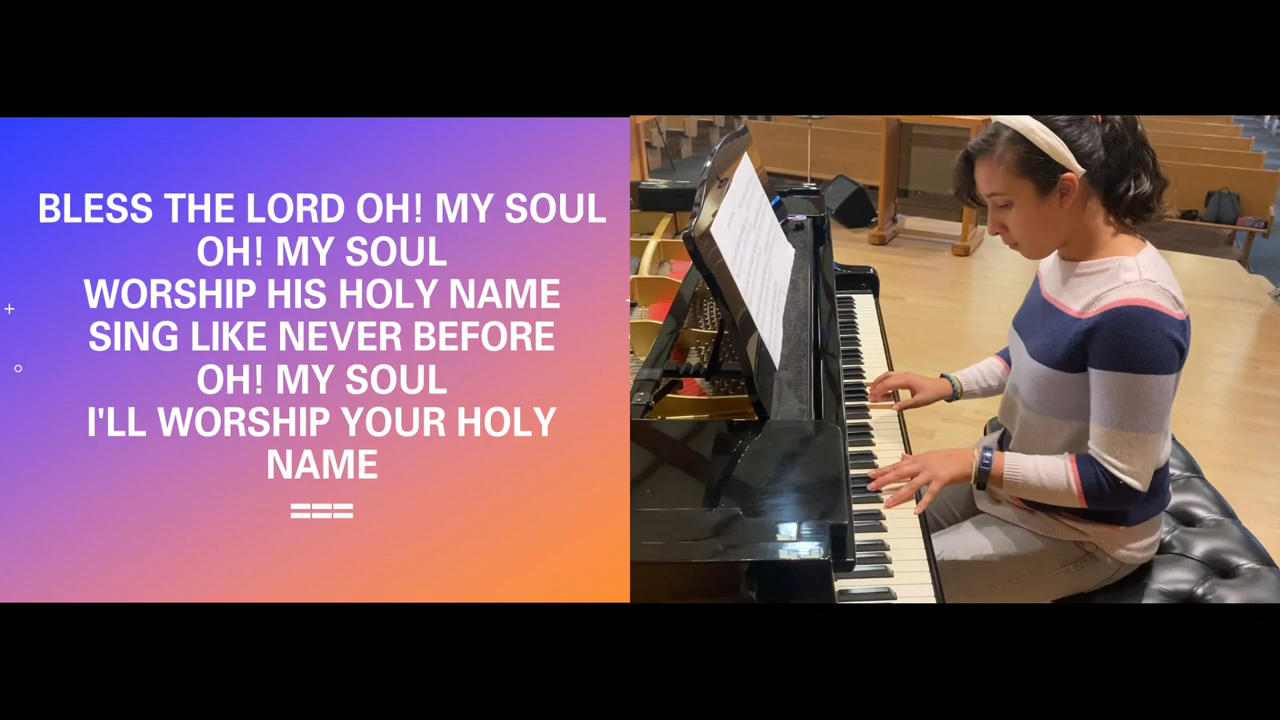 BLESS THE LORD OH! MY SOUL
OH! MY SOUL
WORSHIP HIS HOLY NAME
SING LIKE NEVER BEFORE
OH! MY SOUL
I'LL WORSHIP YOUR HOLY
NAME
===